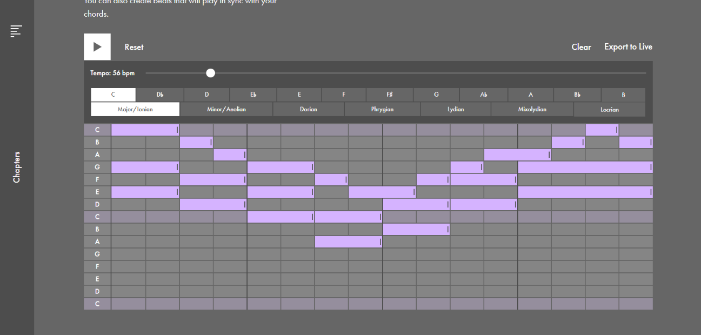 You can also create beats that will play in sync with your
chords.
Reset
Clear Export to Live
Tempo: 56 bpm
C Db D Eb E F F# G Ab A Bb B
Major/Ionian Minor/Aeolian Dorian Phrygian Lydian Mixolydian Locrian
Chapters
C
B
A
G
F
E
D
C
B
A
G
F
E
D
C